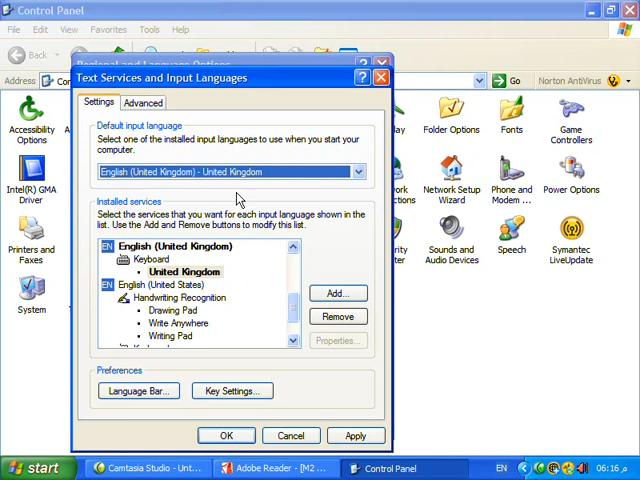 Control Panel
File Edit View Favorites Tools Help
Back
Regional and Language Options
Address
Go
Norton AntiVirus
Text Services and Input Languages
Settings
Advanced
Default input language
Select one of the installed input languages to use when you start your
computer.
English (United Kingdom) - United Kingdom
Installed services
Select the services that you want for each input language shown in the
list. Use the Add and Remove buttons to modify this list.
EN English (United Kingdom)
Keyboard
• United Kingdom
EN English (United States)
Handwriting Recognition
• Drawing Pad
• Write Anywhere
• Writing Pad
Add...
Remove
Properties...
Preferences
Language Bar...
Key Settings...
OK
Cancel
Apply
Accessibility
Options
Intel(R) GMA
Driver
Printers and
Faxes
System
Folder Options
Fonts
Game
Controllers
Network Setup
Wizard
Phone and
Modem ...
Sounds and
Audio Devices
Speech
Symantec
LiveUpdate
start
Camtasia Studio - Unt...
Adobe Reader - [M2 ...
Control Panel
EN
06:16 ص